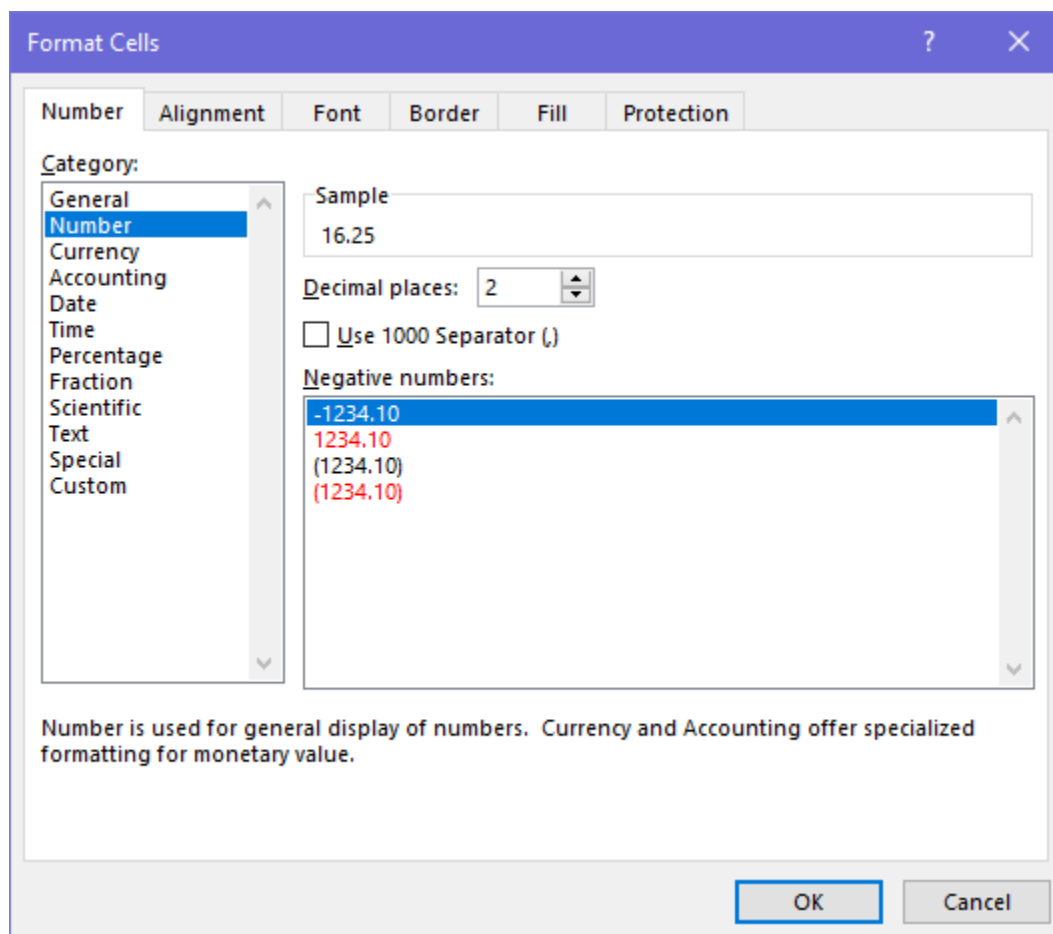 Format Cells ? ×
Number Alignment Font Border Fill Protection
Category:
General
Number
Currency
Accounting
Date
Time
Percentage
Fraction
Scientific
Text
Special
Custom
Sample
16.25
Decimal places: 2
Use 1000 Separator (,)
Negative numbers:
-1234.10
1234.10
(1234.10)
(1234.10)
Number is used for general display of numbers.  Currency and Accounting offer specialized
formatting for monetary value.
OK Cancel